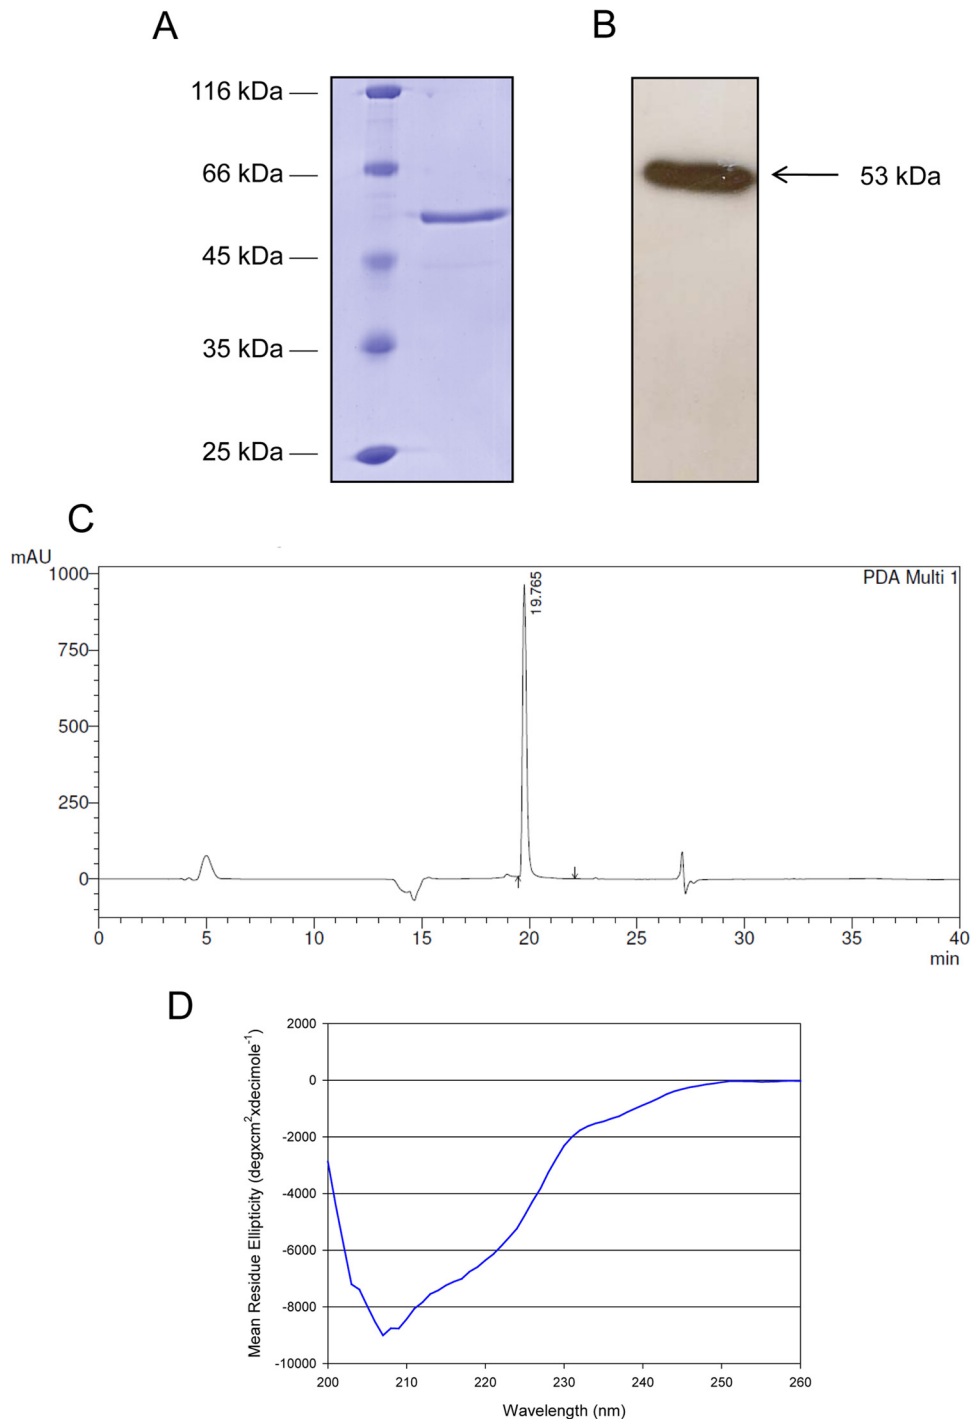 A
B
116 kDa
66 kDa
45 kDa
35 kDa
25 kDa
53 kDa
C
mAU
1000
750
500
250
0
PDA Multi 1
19.765
0 5 10 15 20 25 30 35 40
min
D
Mean Residue Ellipticity (degxcm²xdecimole⁻¹)
2000
0
-2000
-4000
-6000
-8000
-10000
200 210 220 230 240 250 260
Wavelength (nm)